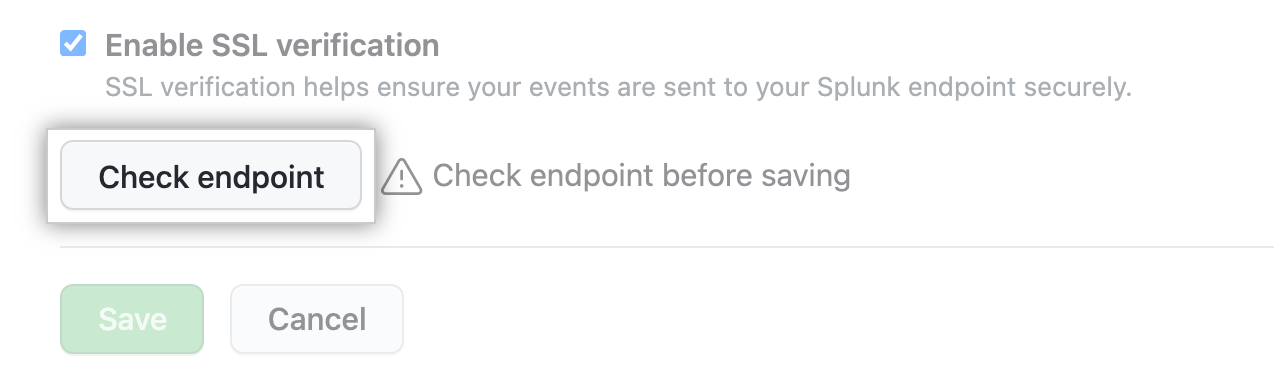 Enable SSL verification
SSL verification helps ensure your events are sent to your Splunk endpoint securely.
Check endpoint Check endpoint before saving
Save Cancel